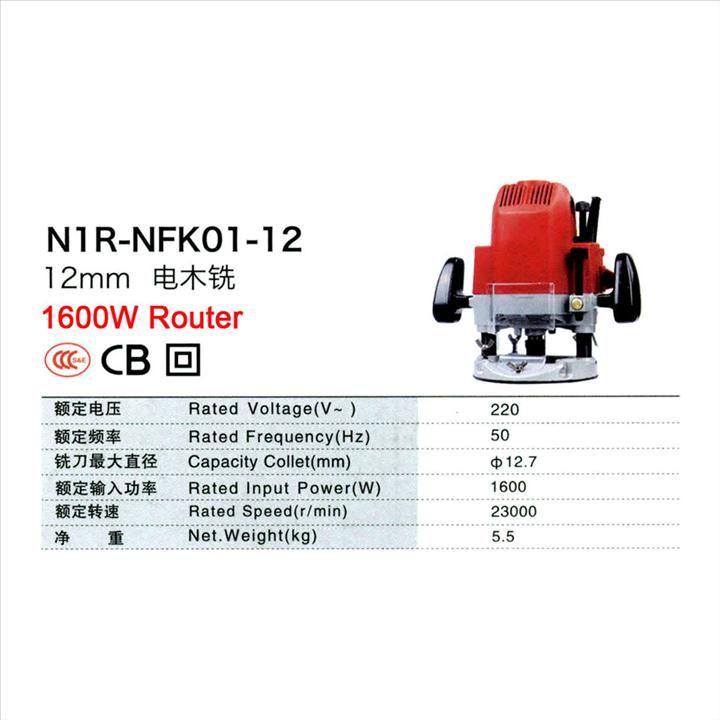 N1R-NFK01-12
12mm 电木铣
1600W Router
CCC S&E CB
额定电压 Rated Voltage(V~ ) 220
额定频率 Rated Frequency(Hz) 50
铣刀最大直径 Capacity Collet(mm) φ12.7
额定输入功率 Rated Input Power(W) 1600
额定转速 Rated Speed(r/min) 23000
净 重 Net.Weight(kg) 5.5